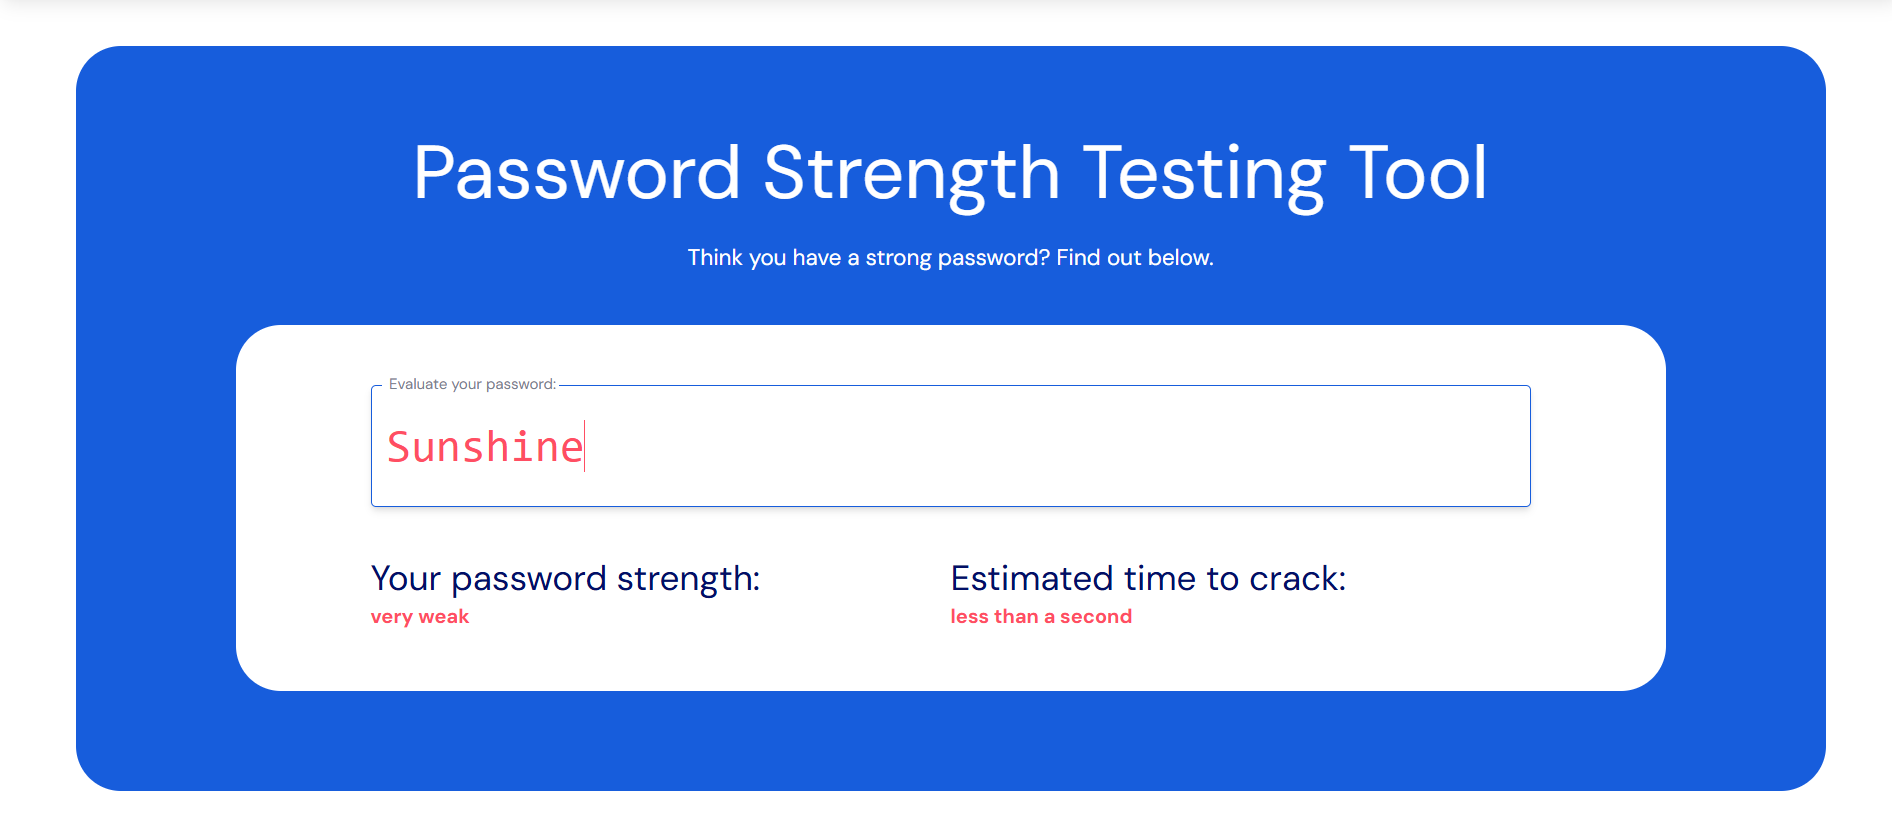 Password Strength Testing Tool
Think you have a strong password? Find out below.
Evaluate your password:
Sunshine
Your password strength:
very weak
Estimated time to crack:
less than a second